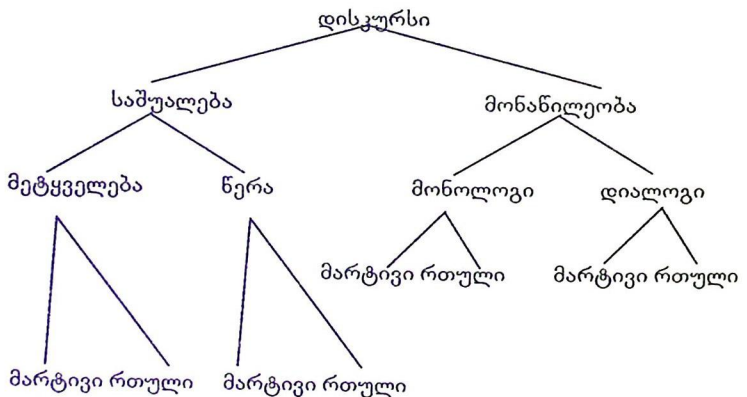 დისკურსი
საშუალება მონაწილეობა
მეტყველება წერა მონოლოგი დიალოგი
მარტივი რთული მარტივი რთული
მარტივი რთული მარტივი რთული